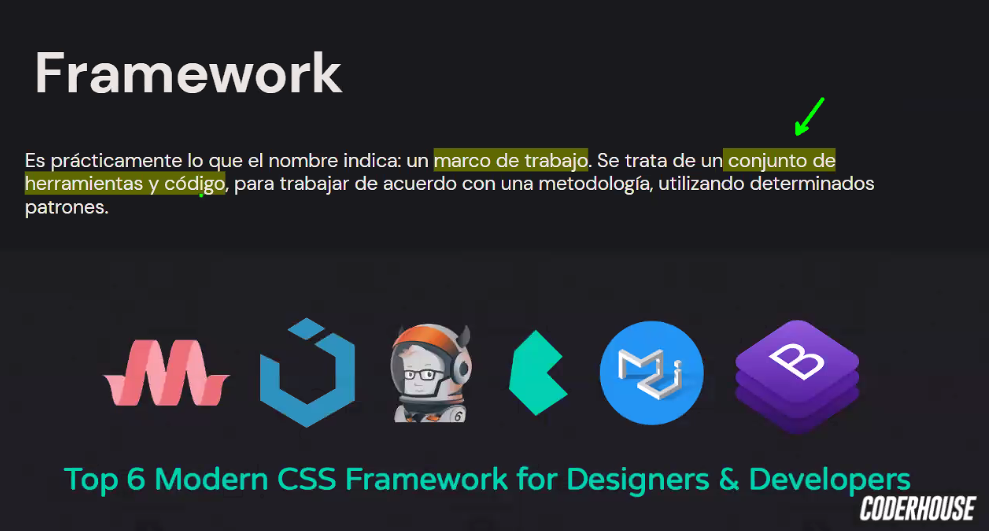 Framework
Es prácticamente lo que el nombre indica: un marco de trabajo. Se trata de un conjunto de
herramientas y código, para trabajar de acuerdo con una metodología, utilizando determinados
patrones.
6
B
Top 6 Modern CSS Framework for Designers & Developers
CODERHOUSE